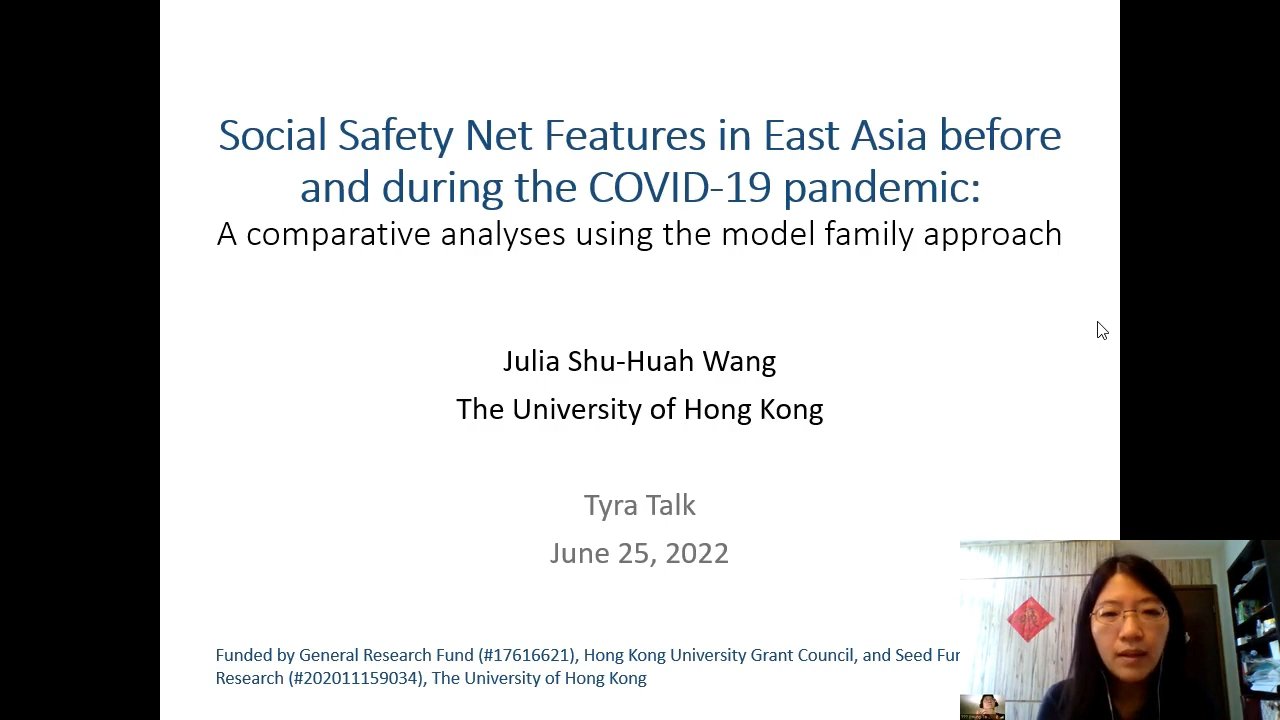 Social Safety Net Features in East Asia before
and during the COVID-19 pandemic:
A comparative analyses using the model family approach
Julia Shu-Huah Wang
The University of Hong Kong
Tyra Talk
June 25, 2022
Funded by General Research Fund (#17616621), Hong Kong University Grant Council, and Seed
Research (#202011159034), The University of Hong Kong